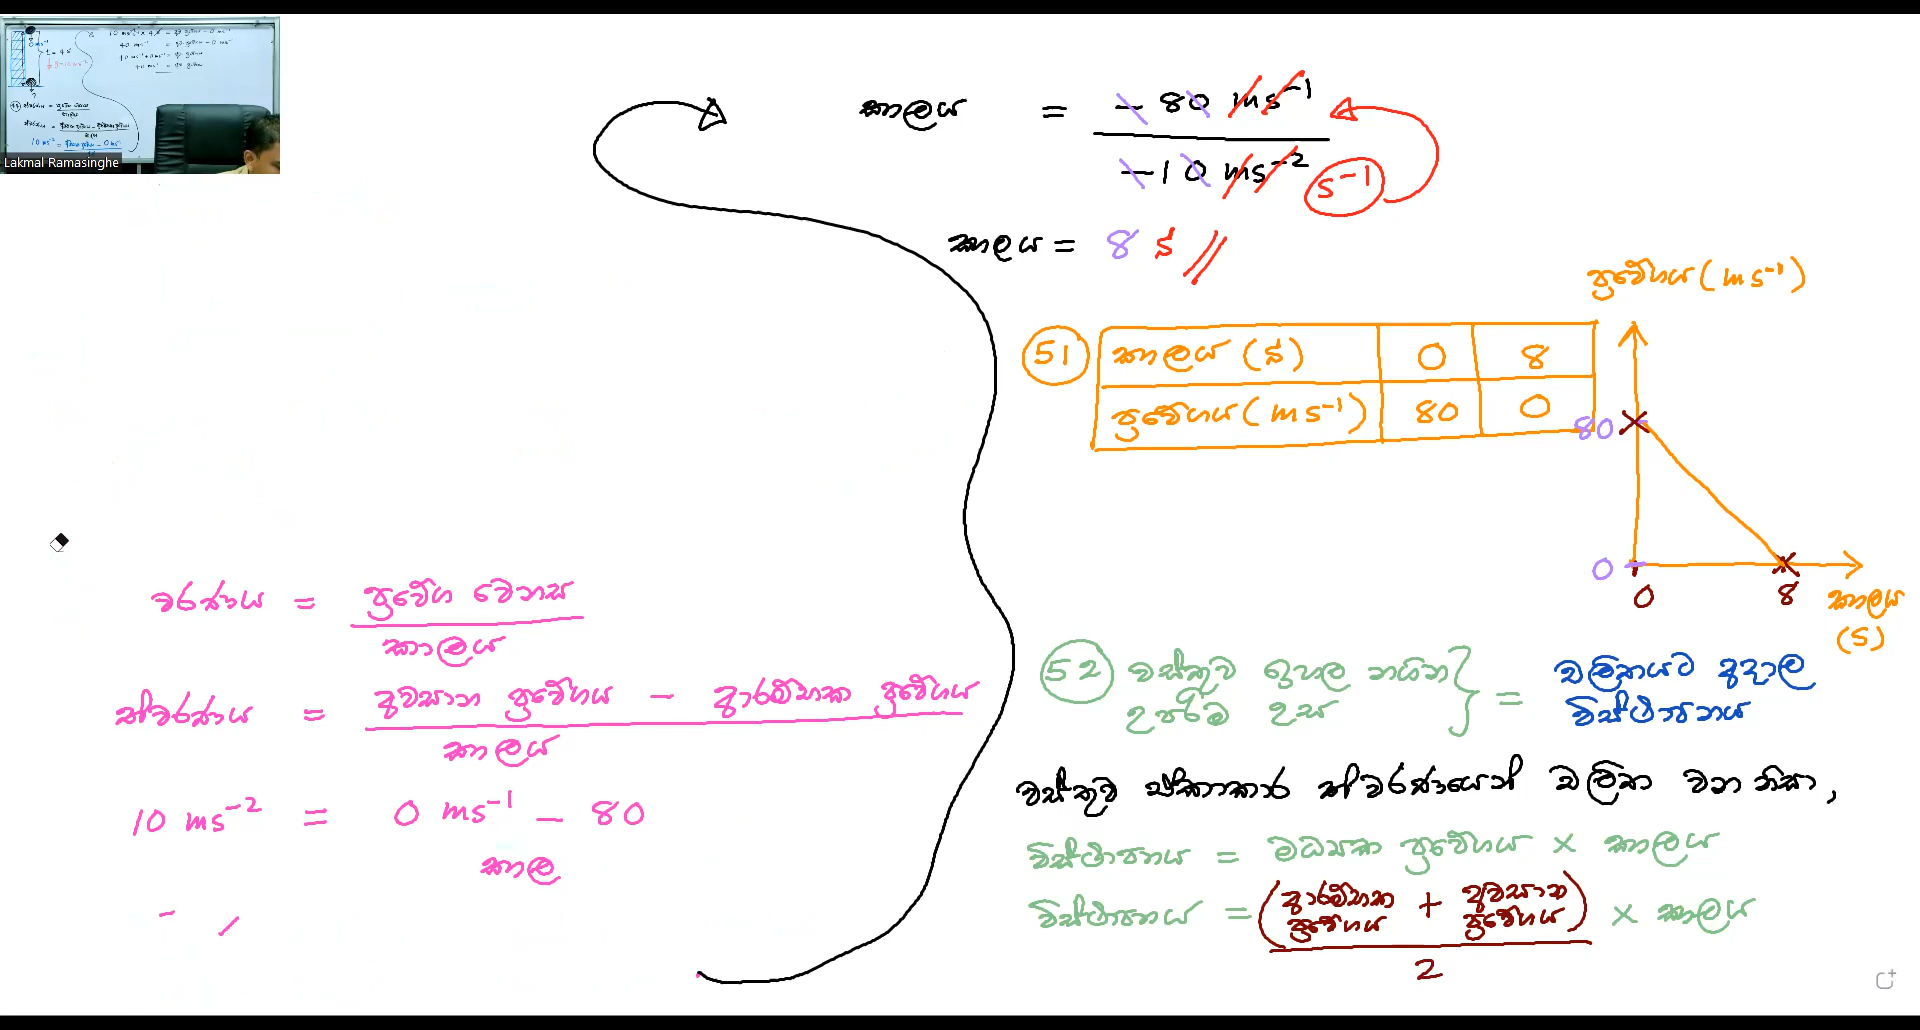 Lakmal Ramasinghe
කාලය = - 80 ms⁻¹
- 10 ms⁻² s⁻¹
කාලය = 8 s //
51 කාලය (s) 0 8
ප්‍රවේගය (ms⁻¹) 80 0
ප්‍රවේගය (ms⁻¹)
80
0
0 8
කාලය
(s)
ත්වරණය = ප්‍රවේග වෙනස
කාලය
ත්වරණය = අවසාන ප්‍රවේගය - ආරම්භක ප්‍රවේගය
කාලය
10 ms⁻² = 0 ms⁻¹ - 80
කාල
52 වස්තුව ඉහල නගින
උපරිම උස
= චලිතයට අදාල
විස්ථාපනය
වස්තුව ඒකාකාර ත්වරණයෙන් චලිත වන නිසා,
විස්ථාපනය = මධ්‍යක ප්‍රවේගය × කාලය
විස්ථාපනය = (ආරම්භක ප්‍රවේගය + අවසාන ප්‍රවේගය) × කාලය
2